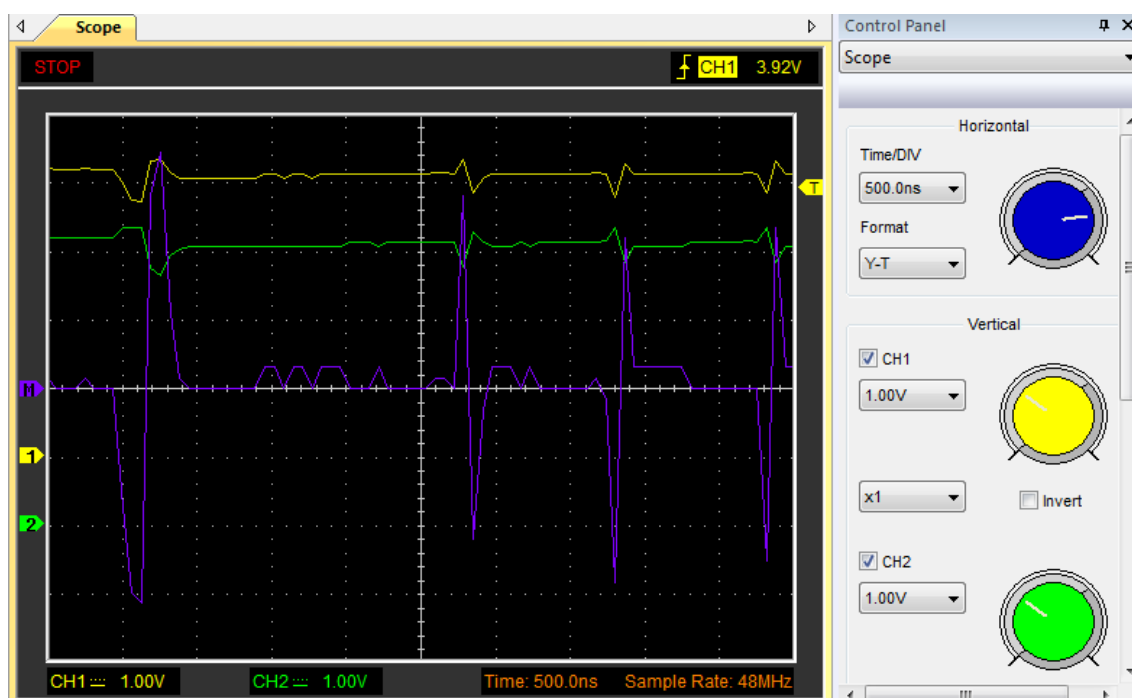 Scope
STOP
CH1 3.92V
T
M
1
2
CH1 1.00V
CH2 1.00V
Time: 500.0ns Sample Rate: 48MHz
Control Panel
Scope
Horizontal
Time/DIV
500.0ns
Format
Y-T
Vertical
CH1
1.00V
x1
Invert
CH2
1.00V